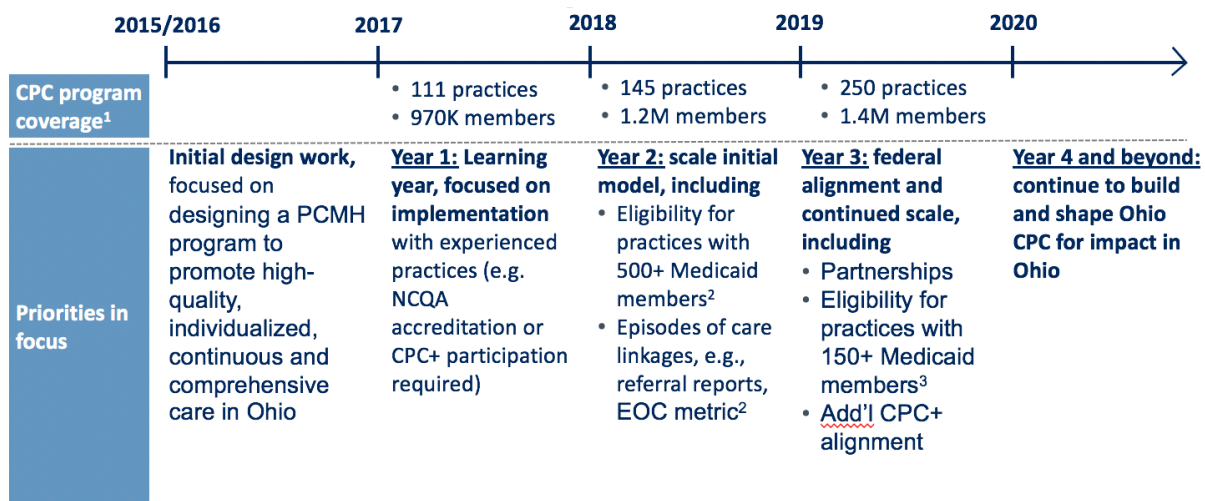 2015/2016
2017
2018
2019
2020
CPC program
coverage¹
• 111 practices
• 970K members
• 145 practices
• 1.2M members
• 250 practices
• 1.4M members
Priorities in
focus
Initial design work,
focused on
designing a PCMH
program to
promote high-
quality,
individualized,
continuous and
comprehensive
care in Ohio
Year 1: Learning
year, focused on
implementation
with experienced
practices (e.g.
NCQA
accreditation or
CPC+ participation
required)
Year 2: scale initial
model, including
• Eligibility for
practices with
500+ Medicaid
members²
• Episodes of care
linkages, e.g.,
referral reports,
EOC metric²
Year 3: federal
alignment and
continued scale,
including
• Partnerships
• Eligibility for
practices with
150+ Medicaid
members³
• Add’l CPC+
alignment
Year 4 and beyond:
continue to build
and shape Ohio
CPC for impact in
Ohio